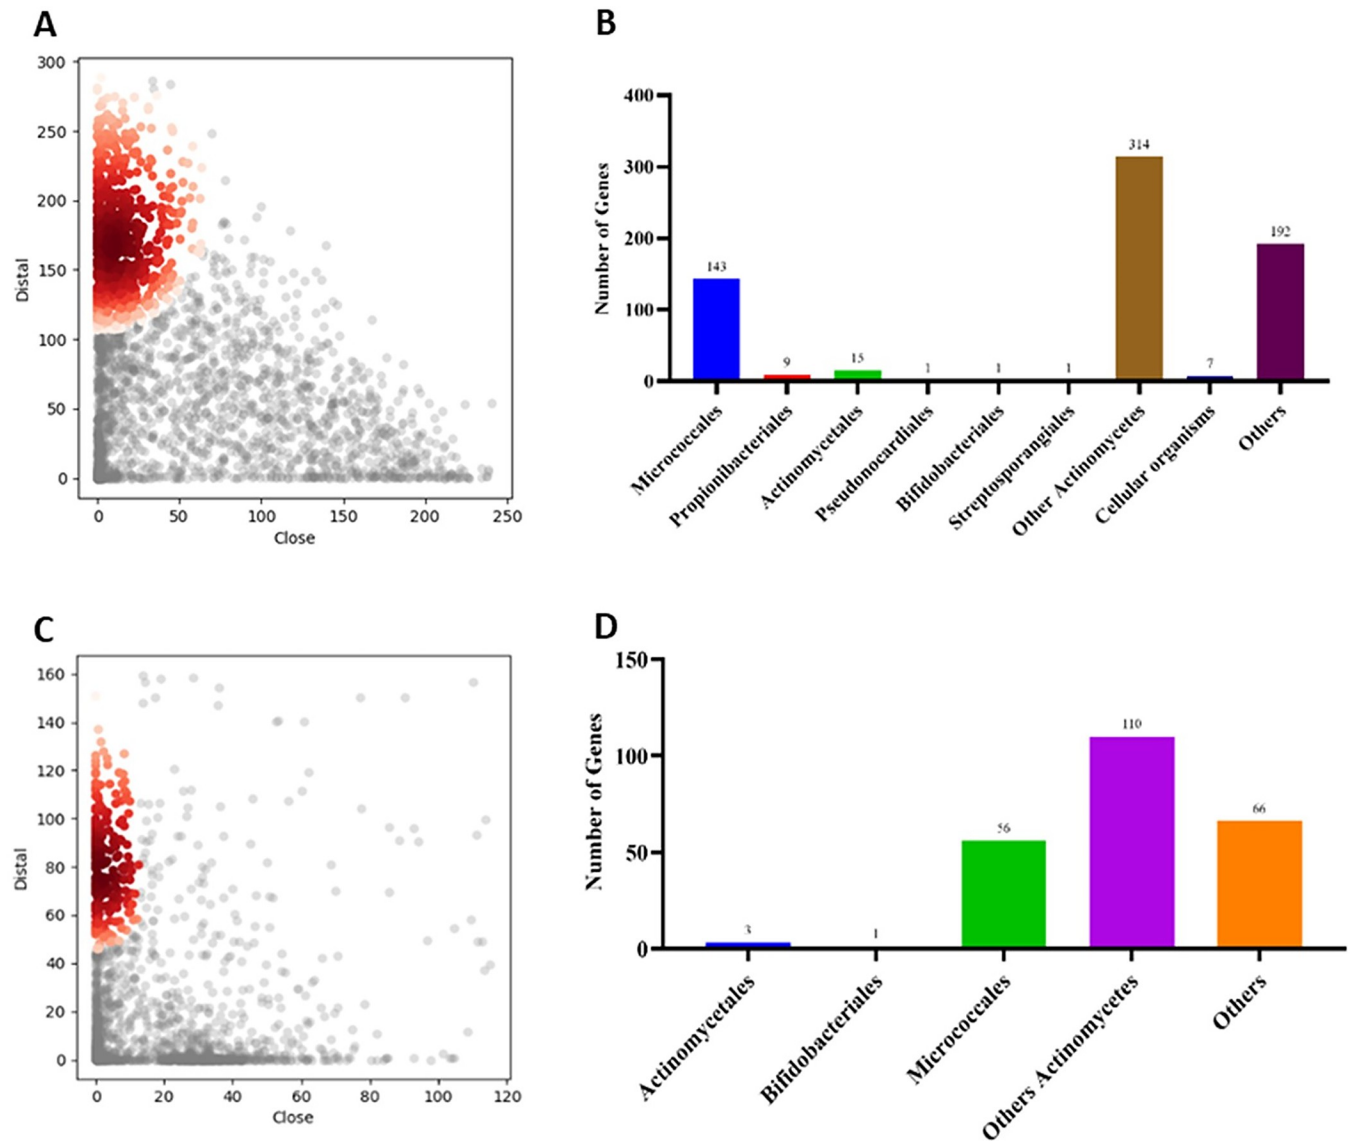 A
300
250
200
150
100
50
0
Distal
0 50 100 150 200 250
Close
B
400
300
200
100
0
Number of Genes
143 9 15 1 1 1 314 7 192
Micrococcales
Propionibacteriales
Actinomycetales
Pseudonocardiales
Bifidobacteriales
Streptosporangiales
Other Actinomycetes
Cellular organisms
Others
C
160
140
120
100
80
60
40
20
0
Distal
0 20 40 60 80 100 120
Close
D
150
100
50
0
Number of Genes
3 1 56 110 66
Actinomycetales
Bifidobacteriales
Micrococcales
Others Actinomycetes
Others